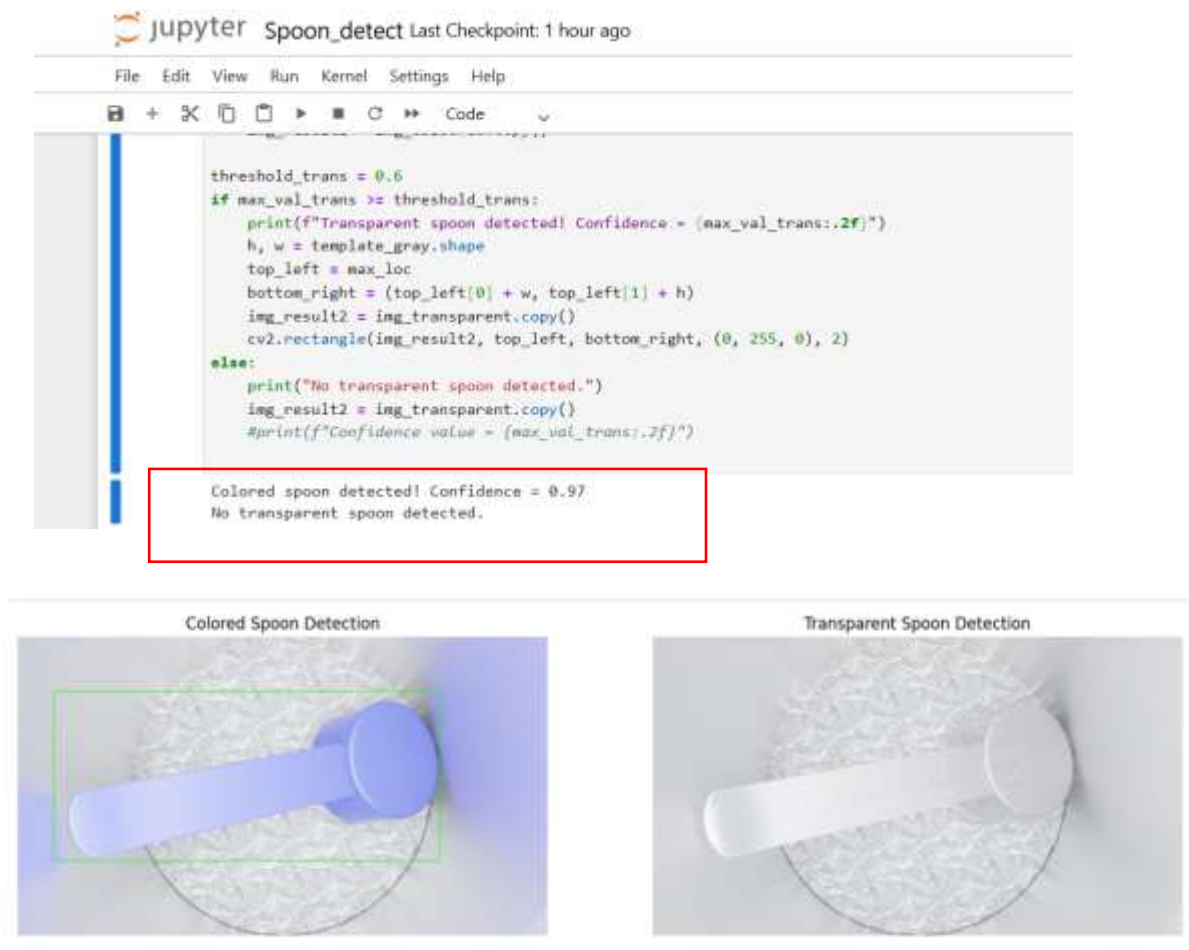 jupyter Spoon_detect Last Checkpoint: 1 hour ago
File Edit View Run Kernel Settings Help
Code
threshold_trans = 0.6
if max_val_trans >= threshold_trans:
print(f"Transparent spoon detected! Confidence = {max_val_trans:.2f}")
h, w = template_gray.shape
top_left = max_loc
bottom_right = (top_left[0] + w, top_left[1] + h)
img_result2 = img_transparent.copy()
cv2.rectangle(img_result2, top_left, bottom_right, (0, 255, 0), 2)
else:
print("No transparent spoon detected.")
img_result2 = img_transparent.copy()
#print(f"Confidence value = {max_val_trans:.2f}")
Colored spoon detected! Confidence = 0.97
No transparent spoon detected.
Colored Spoon Detection
Transparent Spoon Detection